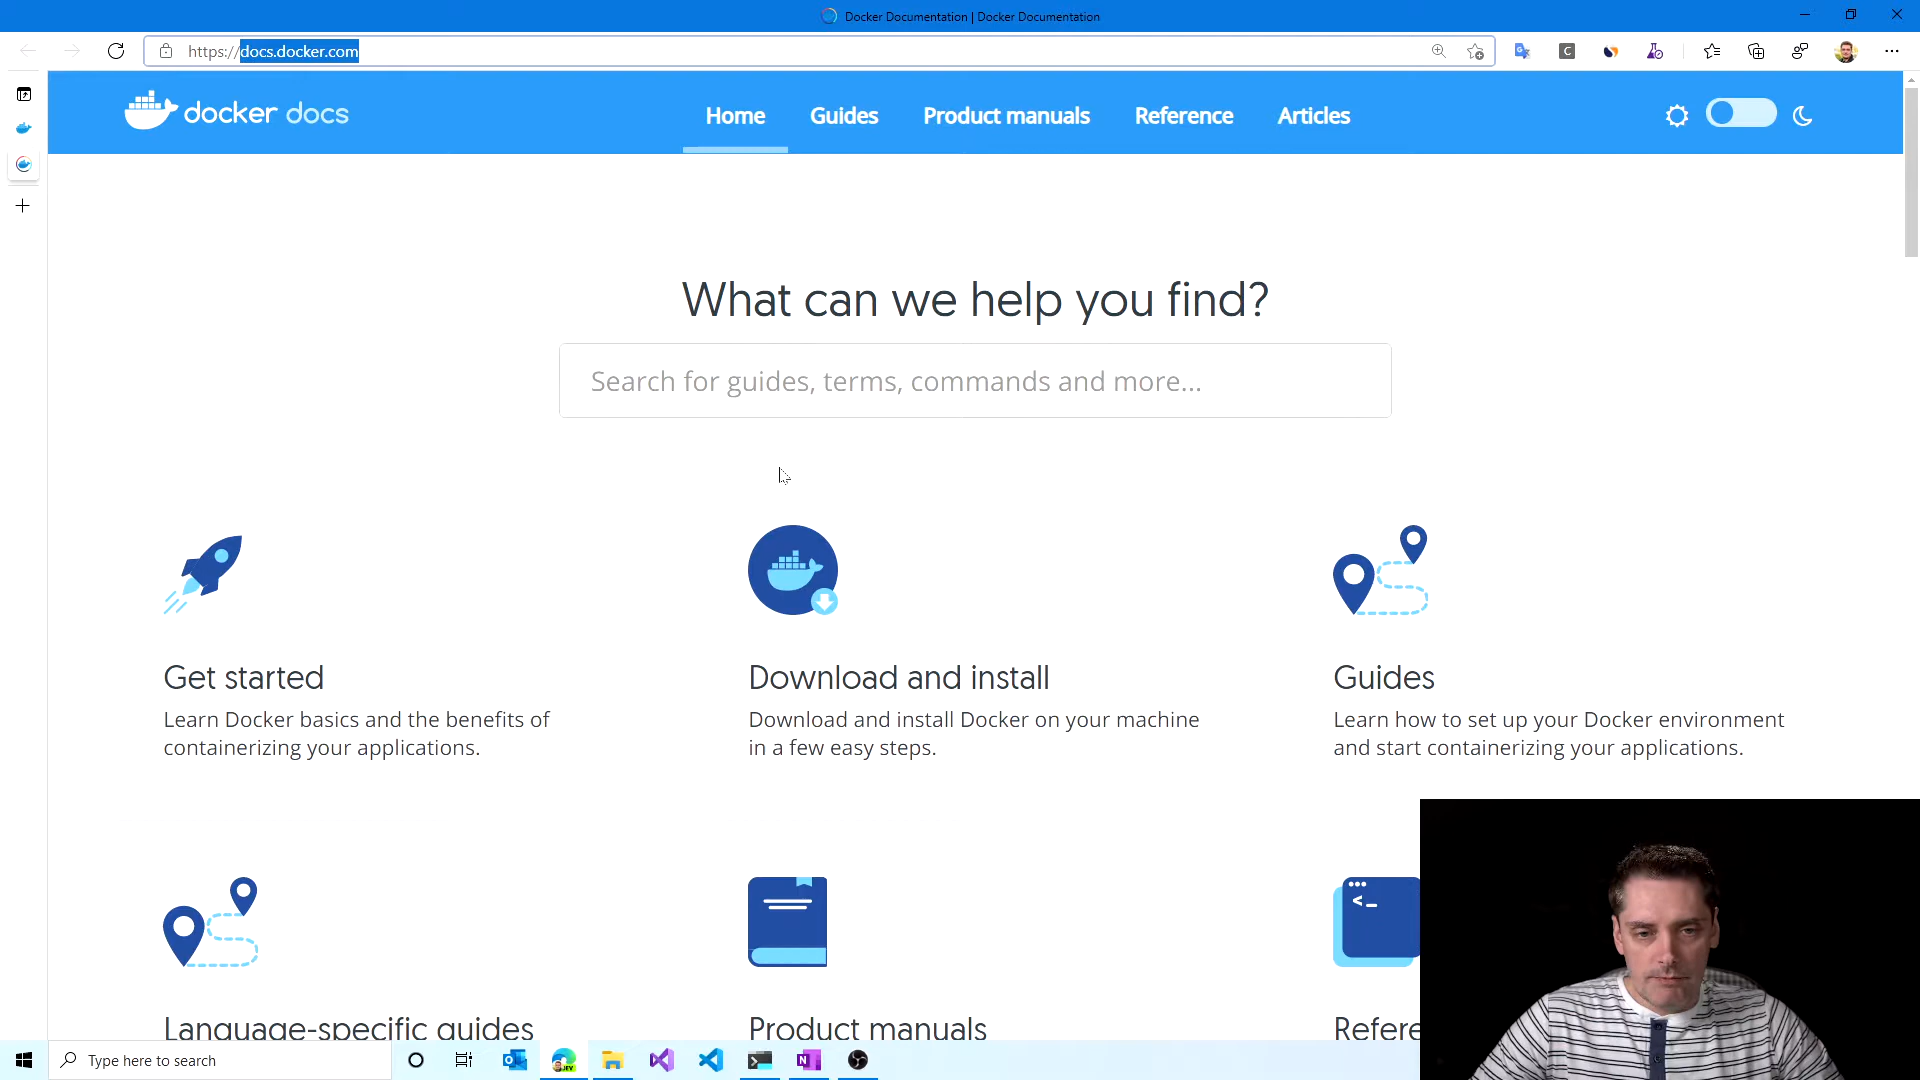 Docker Documentation | Docker Documentation
https://docs.docker.com
docker docs
Home
Guides
Product manuals
Reference
Articles
What can we help you find?
Search for guides, terms, commands and more...
Get started
Learn Docker basics and the benefits of
containerizing your applications.
Download and install
Download and install Docker on your machine
in a few easy steps.
Guides
Learn how to set up your Docker environment
and start containerizing your applications.
Language-specific guides
Product manuals
Refere
Type here to search